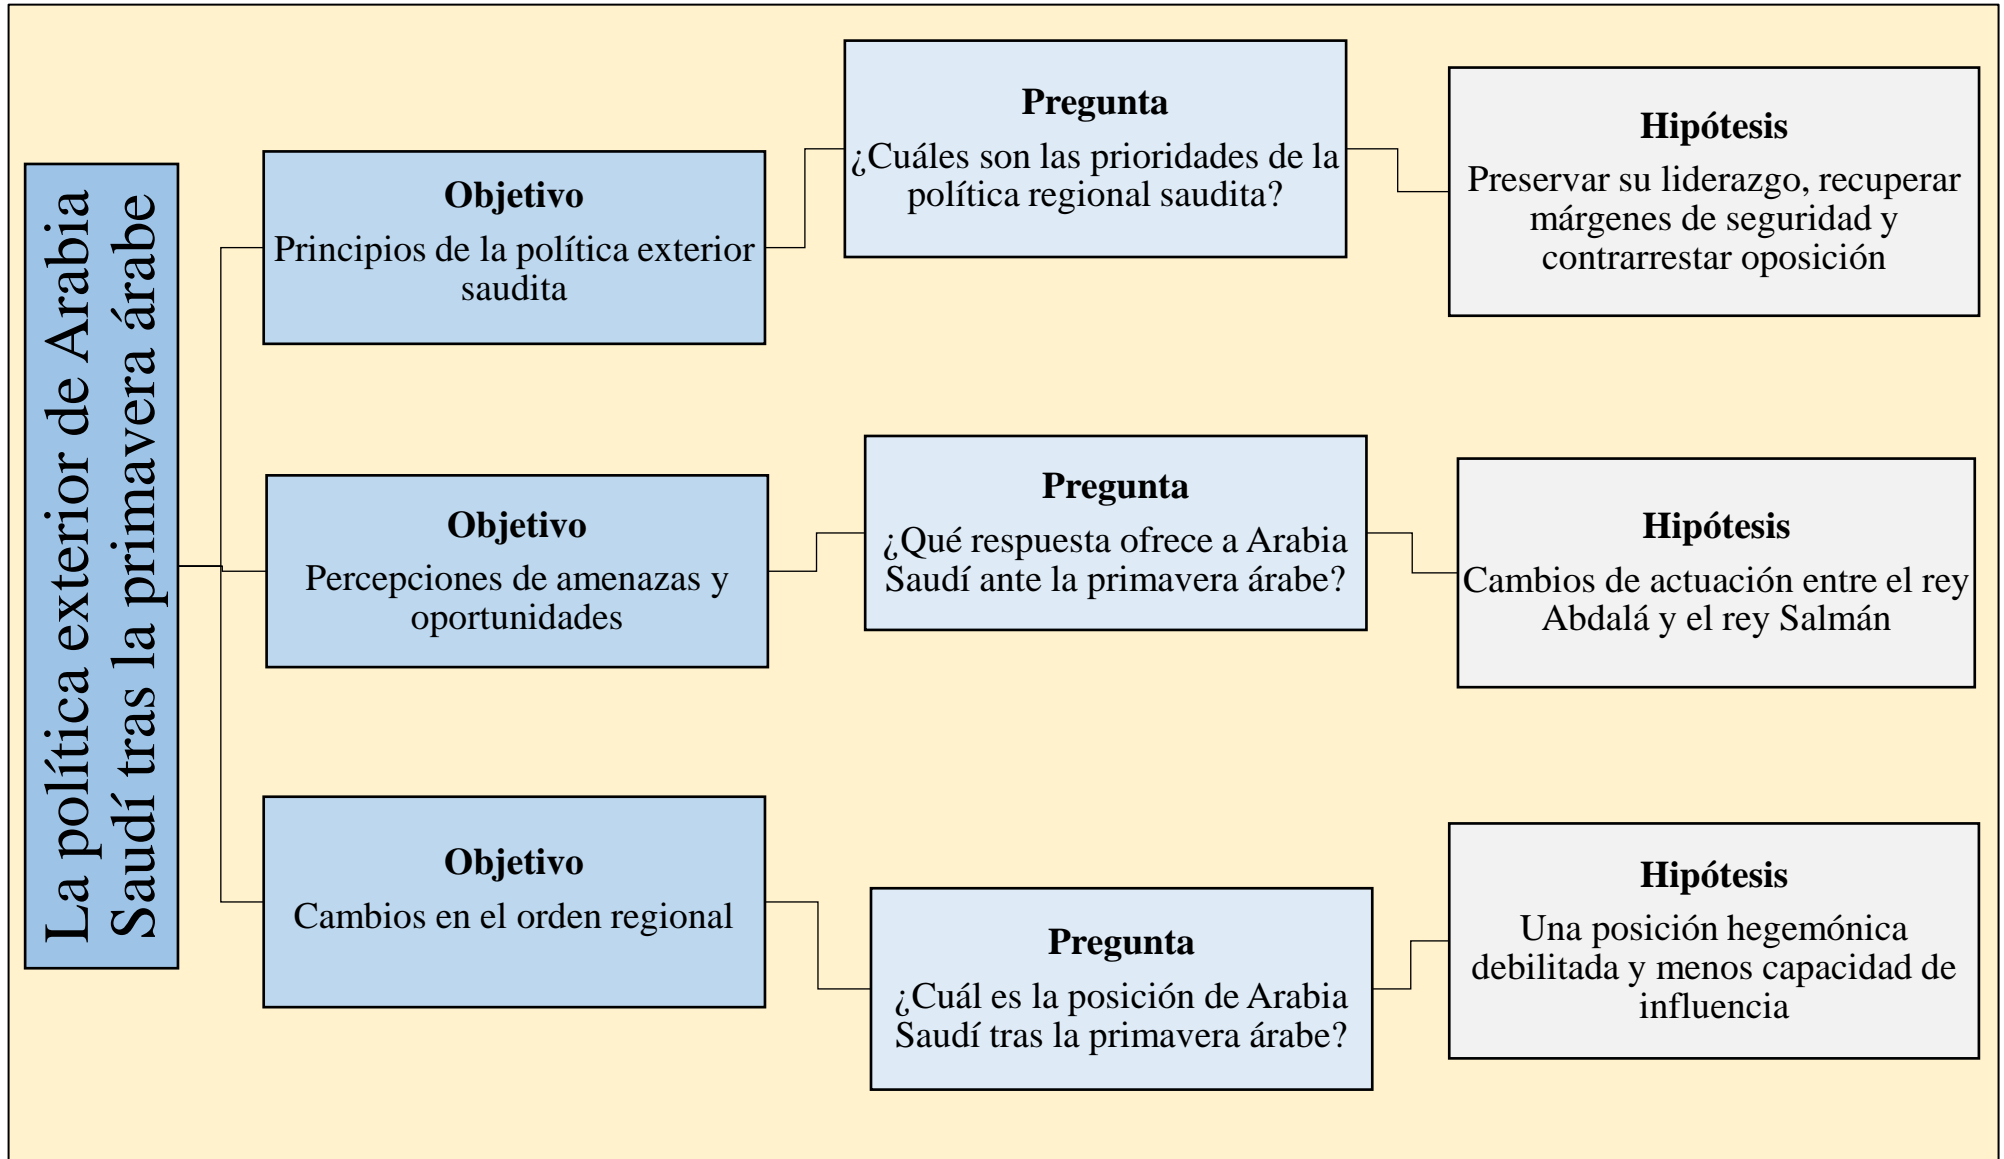 La política exterior de Arabia
Saudí tras la primavera árabe
Objetivo
Principios de la política exterior
saudita
Pregunta
¿Cuáles son las prioridades de la
política regional saudita?
Hipótesis
Preservar su liderazgo, recuperar
márgenes de seguridad y
contrarrestar oposición
Objetivo
Percepciones de amenazas y
oportunidades
Pregunta
¿Qué respuesta ofrece a Arabia
Saudí ante la primavera árabe?
Hipótesis
Cambios de actuación entre el rey
Abdalá y el rey Salmán
Objetivo
Cambios en el orden regional
Pregunta
¿Cuál es la posición de Arabia
Saudí tras la primavera árabe?
Hipótesis
Una posición hegemónica
debilitada y menos capacidad de
influencia